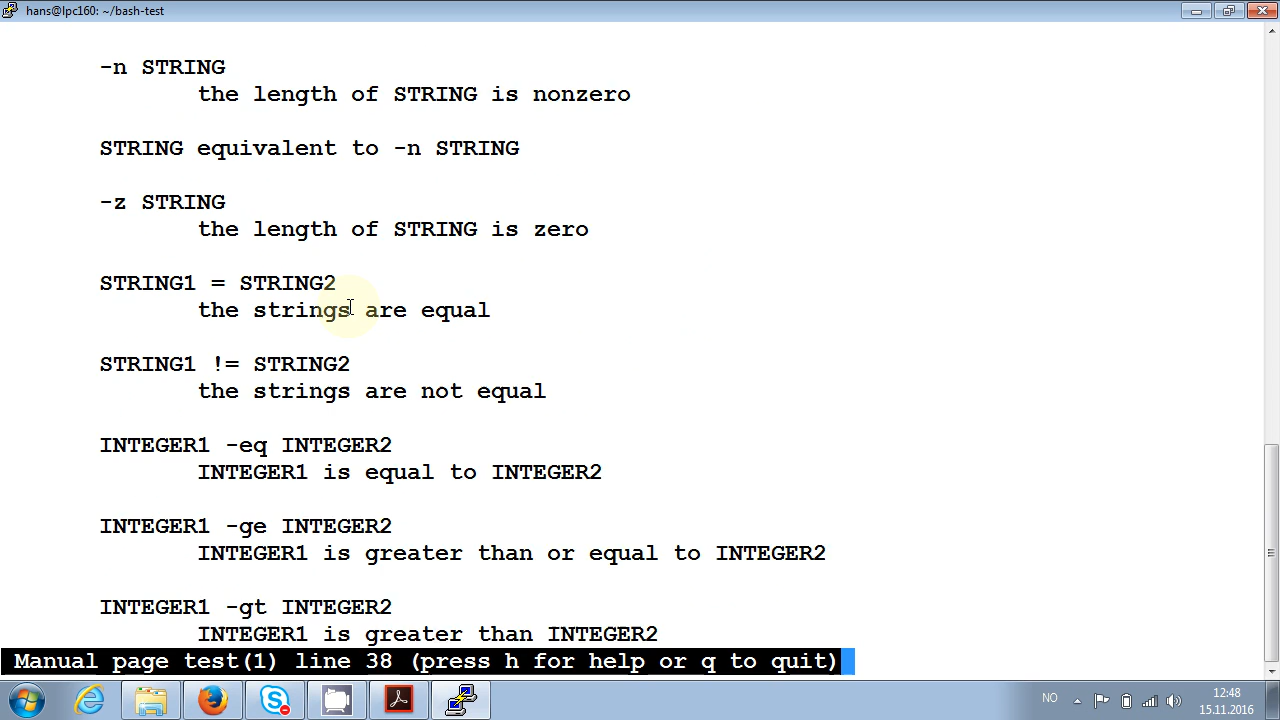 hans@lpc160: ~/bash-test
-n STRING
the length of STRING is nonzero
STRING equivalent to -n STRING
-z STRING
the length of STRING is zero
STRING1 = STRING2
the strings are equal
STRING1 != STRING2
the strings are not equal
INTEGER1 -eq INTEGER2
INTEGER1 is equal to INTEGER2
INTEGER1 -ge INTEGER2
INTEGER1 is greater than or equal to INTEGER2
INTEGER1 -gt INTEGER2
INTEGER1 is greater than INTEGER2
Manual page test(1) line 38 (press h for help or q to quit)
NO
12:48
15.11.2016